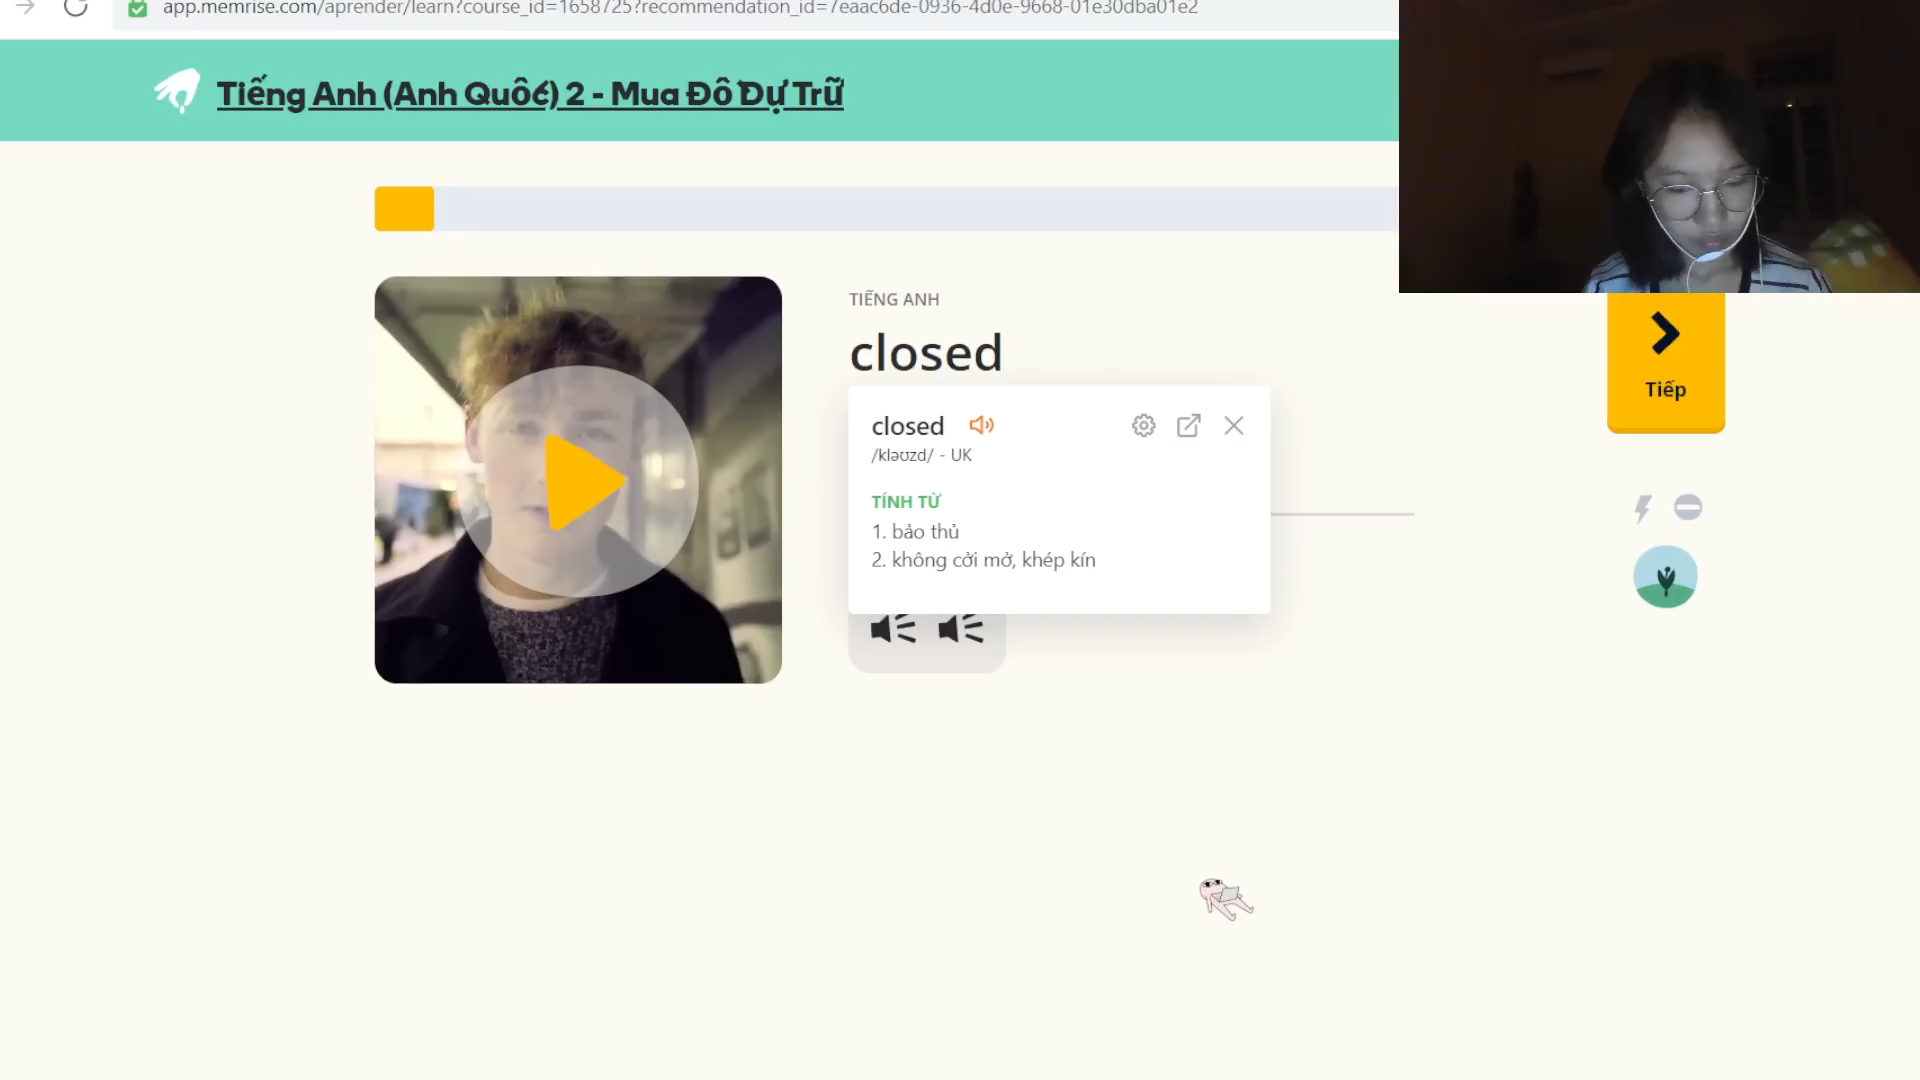 app.memrise.com/aprender/learn?course_id=1658725?recommendation_id=7eaac6de-0936-4d0e-9668-01e30dba01e2
Tiếng Anh (Anh Quốc) 2 - Mua Đồ Dự Trữ
TIẾNG ANH
closed
closed
/kləʊzd/ - UK
TÍNH TỪ
1. bảo thủ
2. không cởi mở, khép kín
Tiếp